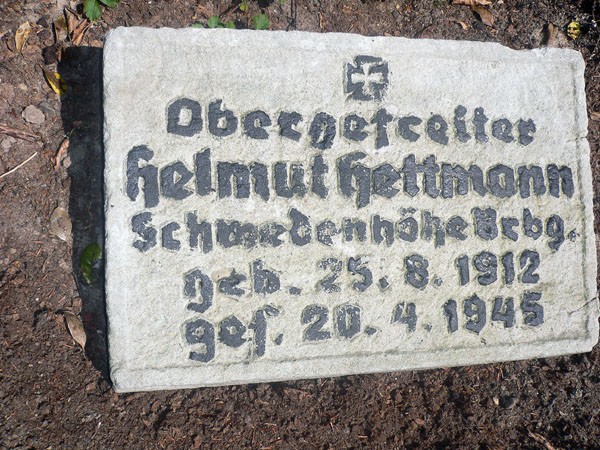 Obergefreiter
Helmut Hettmann
Schwedenhöhe Brbg.
geb. 25. 8. 1912
gef. 20. 4. 1945